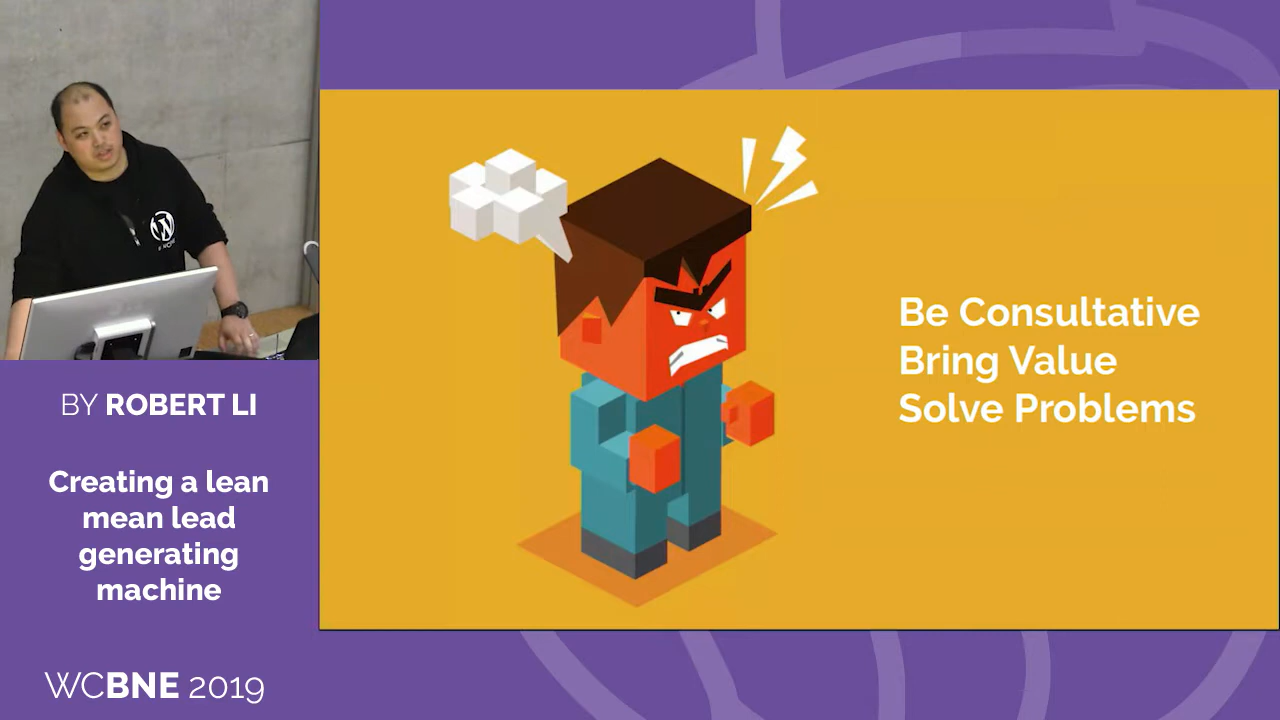 BY ROBERT LI
Creating a lean
mean lead
generating
machine
WCBNE 2019
Be Consultative
Bring Value
Solve Problems